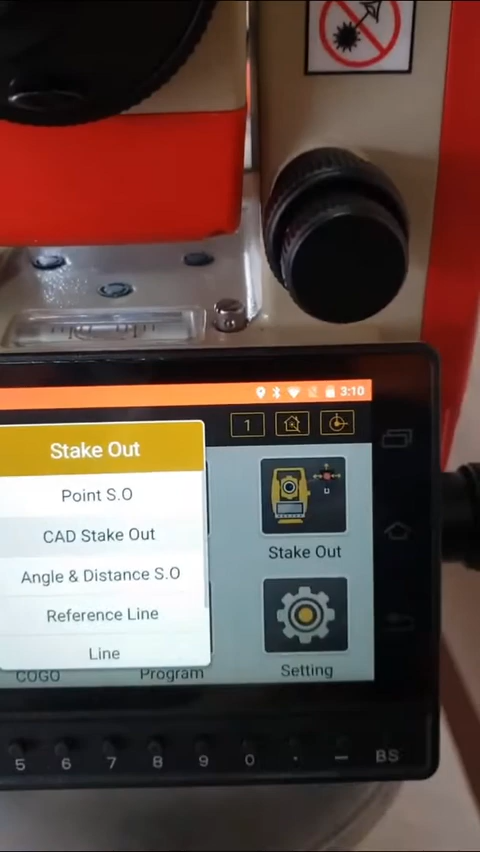 3:10
1
Stake Out
Point S.O
CAD Stake Out
Angle & Distance S.O
Reference Line
Line
Stake Out
COGO
Program
Setting
5 6 7 8 9 0 . — BS